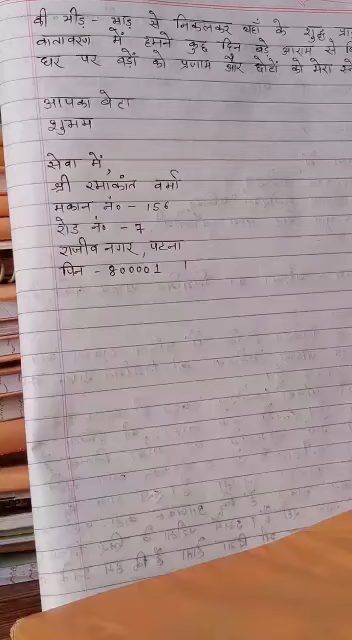 की भीड़ - भाड़ से निकलकर यहाँ के शुद्ध
वातावरण में हमने कुछ दिन बड़े आराम से
घर पर बड़ों को प्रणाम और छोटों को मेरा
आपका बेटा
शुभम
सेवा में,
श्री रमाकांत वर्मा
मकान नं० - 156
रोड नं० - 7
राजीव नगर, पटना
पिन - 800001